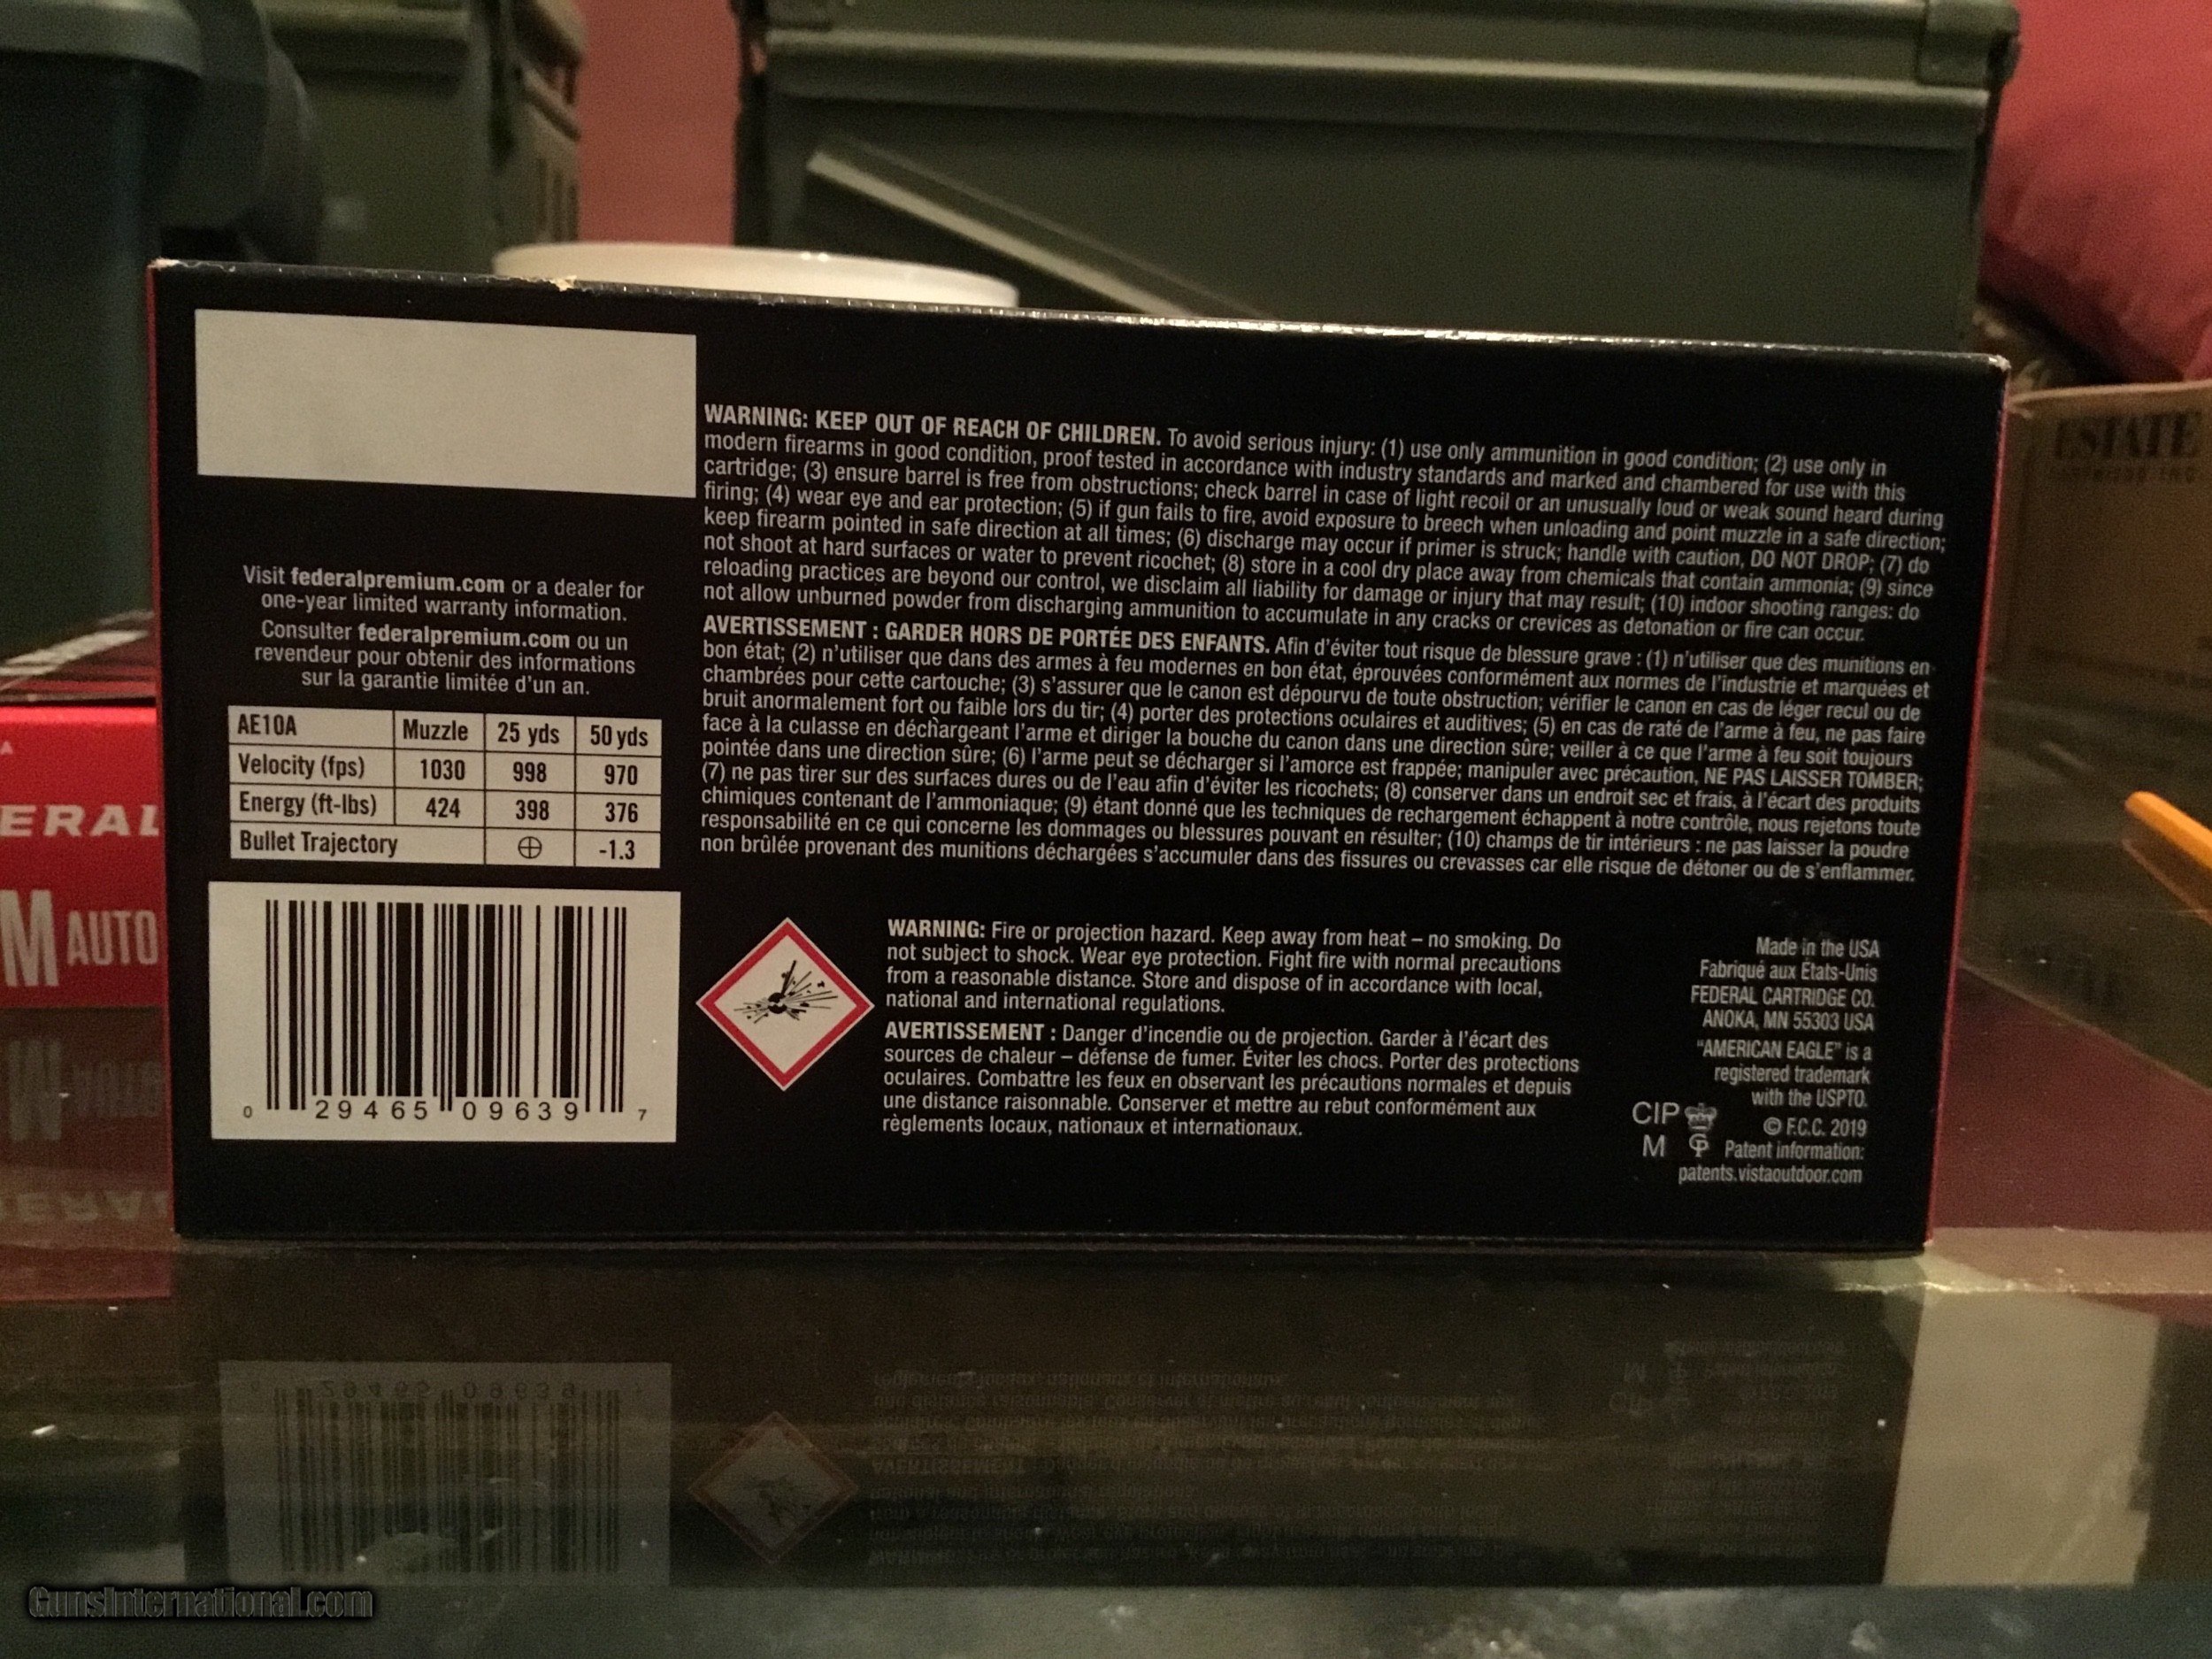 WARNING: KEEP OUT OF REACH OF CHILDREN. To avoid serious injury: (1) use only ammunition in good condition; (2) use only in
modern firearms in good condition, proof tested in accordance with industry standards and marked and chambered for use with this
cartridge; (3) ensure barrel is free from obstructions; check barrel in case of light recoil or an unusually loud or weak sound heard during
firing; (4) wear eye and ear protection; (5) if gun fails to fire, avoid exposure to breech when unloading and point muzzle in a safe direction;
keep firearm pointed in safe direction at all times; (6) discharge may occur if primer is struck; handle with caution, DO NOT DROP; (7) do
not shoot at hard surfaces or water to prevent ricochet; (8) store in a cool dry place away from chemicals that contain ammonia; (9) since
reloading practices are beyond our control, we disclaim all liability for damage or injury that may result; (10) indoor shooting ranges: do
not allow unburned powder from discharging ammunition to accumulate in any cracks or crevices as detonation or fire can occur.
AVERTISSEMENT : GARDER HORS DE PORTÉE DES ENFANTS. Afin d'éviter tout risque de blessure grave : (1) n'utiliser que des munitions en
bon état; (2) n'utiliser que dans des armes à feu modernes en bon état, éprouvées conformément aux normes de l'industrie et marquées et
chambrées pour cette cartouche; (3) s'assurer que le canon est dépourvu de toute obstruction; vérifier le canon en cas de léger recul ou de
bruit anormalement fort ou faible lors du tir; (4) porter des protections oculaires et auditives; (5) en cas de raté de l'arme à feu, ne pas faire
face à la culasse en déchargeant l'arme et diriger la bouche du canon dans une direction sûre; veiller à ce que l'arme à feu soit toujours
pointée dans une direction sûre; (6) l'arme peut se décharger si l'amorce est frappée; manipuler avec précaution, NE PAS LAISSER TOMBER;
(7) ne pas tirer sur des surfaces dures ou de l'eau afin d'éviter les ricochets; (8) conserver dans un endroit sec et frais, à l'écart des produits
chimiques contenant de l'ammoniaque; (9) étant donné que les techniques de rechargement échappent à notre contrôle, nous rejetons toute
responsabilité en ce qui concerne les dommages ou blessures pouvant en résulter; (10) champs de tir intérieurs : ne pas laisser la poudre
non brûlée provenant des munitions déchargées s'accumuler dans des fissures ou crevasses car elle risque de détoner ou de s'enflammer.
Visit federalpremium.com or a dealer for
one-year limited warranty information.
Consulter federalpremium.com ou un
revendeur pour obtenir des informations
sur la garantie limitée d'un an.
AE10A Muzzle 25 yds 50 yds
Velocity (fps) 1030 998 970
Energy (ft-lbs) 424 398 376
Bullet Trajectory ⊕ -1.3
0 29465 09639 7
WARNING: Fire or projection hazard. Keep away from heat – no smoking. Do
not subject to shock. Wear eye protection. Fight fire with normal precautions
from a reasonable distance. Store and dispose of in accordance with local,
national and international regulations.
AVERTISSEMENT : Danger d'incendie ou de projection. Garder à l'écart des
sources de chaleur – défense de fumer. Éviter les chocs. Porter des protections
oculaires. Combattre les feux en observant les précautions normales et depuis
une distance raisonnable. Conserver et mettre au rebut conformément aux
règlements locaux, nationaux et internationaux.
Made in the USA
Fabriqué aux États-Unis
FEDERAL CARTRIDGE CO.
ANOKA, MN 55303 USA
"AMERICAN EAGLE" is a
registered trademark
with the USPTO.
© F.C.C. 2019
Patent information:
patents.vistaoutdoor.com
CIP
M
A
ERAL
M AUTO
ESTATE
GunsInternational.com